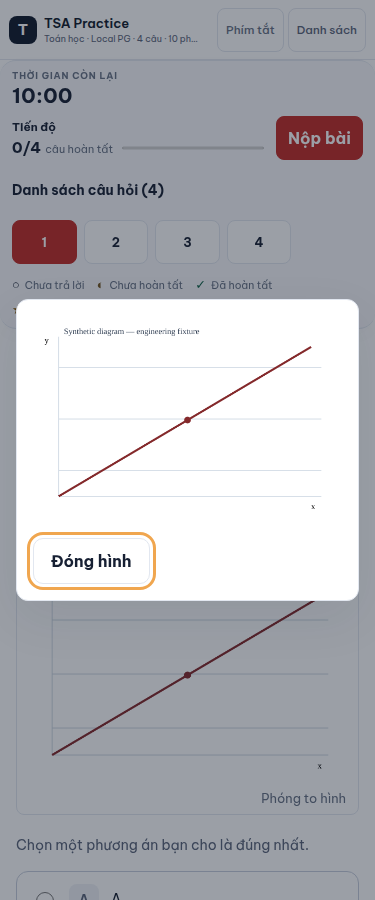 T
TSA Practice
Toán học · Local PG · 4 câu · 10 ph...
Phím tắt
Danh sách
THỜI GIAN CÒN LẠI
10:00
Tiến độ
0/4 câu hoàn tất
Nộp bài
Danh sách câu hỏi (4)
1
2
3
4
Chưa trả lời
Chưa hoàn tất
✓ Đã hoàn tất
Synthetic diagram — engineering fixture
y
x
Đóng hình
x
Phóng to hình
Chọn một phương án bạn cho là đúng nhất.
A
A